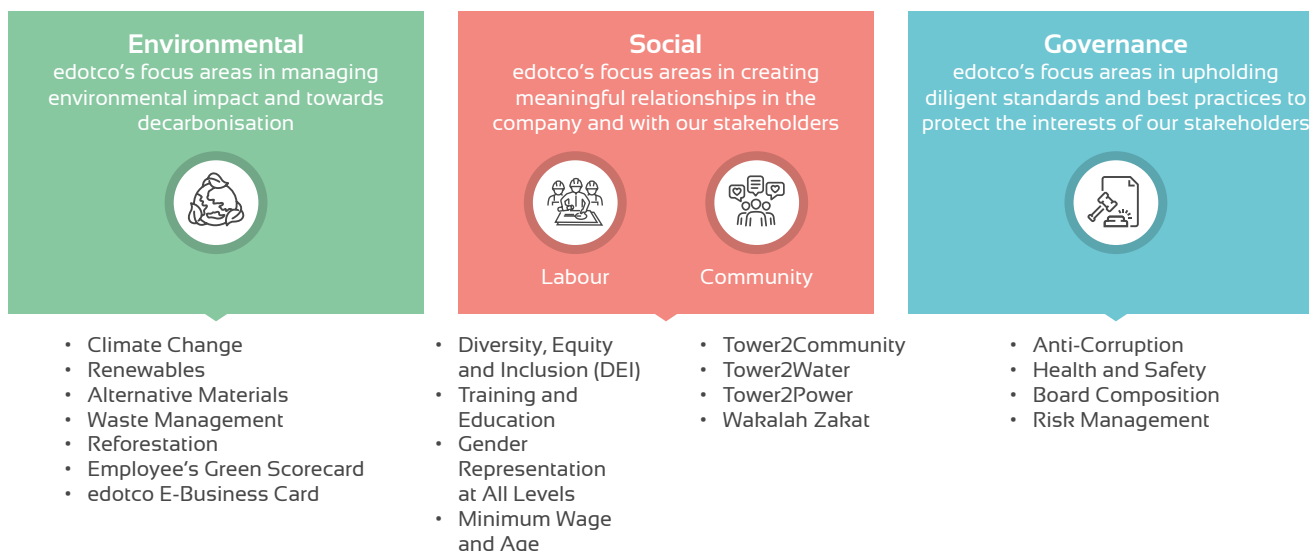 Environmental
edotco's focus areas in managing
environmental impact and towards
decarbonisation
• Climate Change
• Renewables
• Alternative Materials
• Waste Management
• Reforestation
• Employee's Green Scorecard
• edotco E-Business Card
Social
edotco's focus areas in creating
meaningful relationships in the
company and with our stakeholders
Labour
• Diversity, Equity
and Inclusion (DEI)
• Training and
Education
• Gender
Representation
at All Levels
• Minimum Wage
and Age
Community
• Tower2Community
• Tower2Water
• Tower2Power
• Wakalah Zakat
Governance
edotco's focus areas in upholding
diligent standards and best practices to
protect the interests of our stakeholders
• Anti-Corruption
• Health and Safety
• Board Composition
• Risk Management